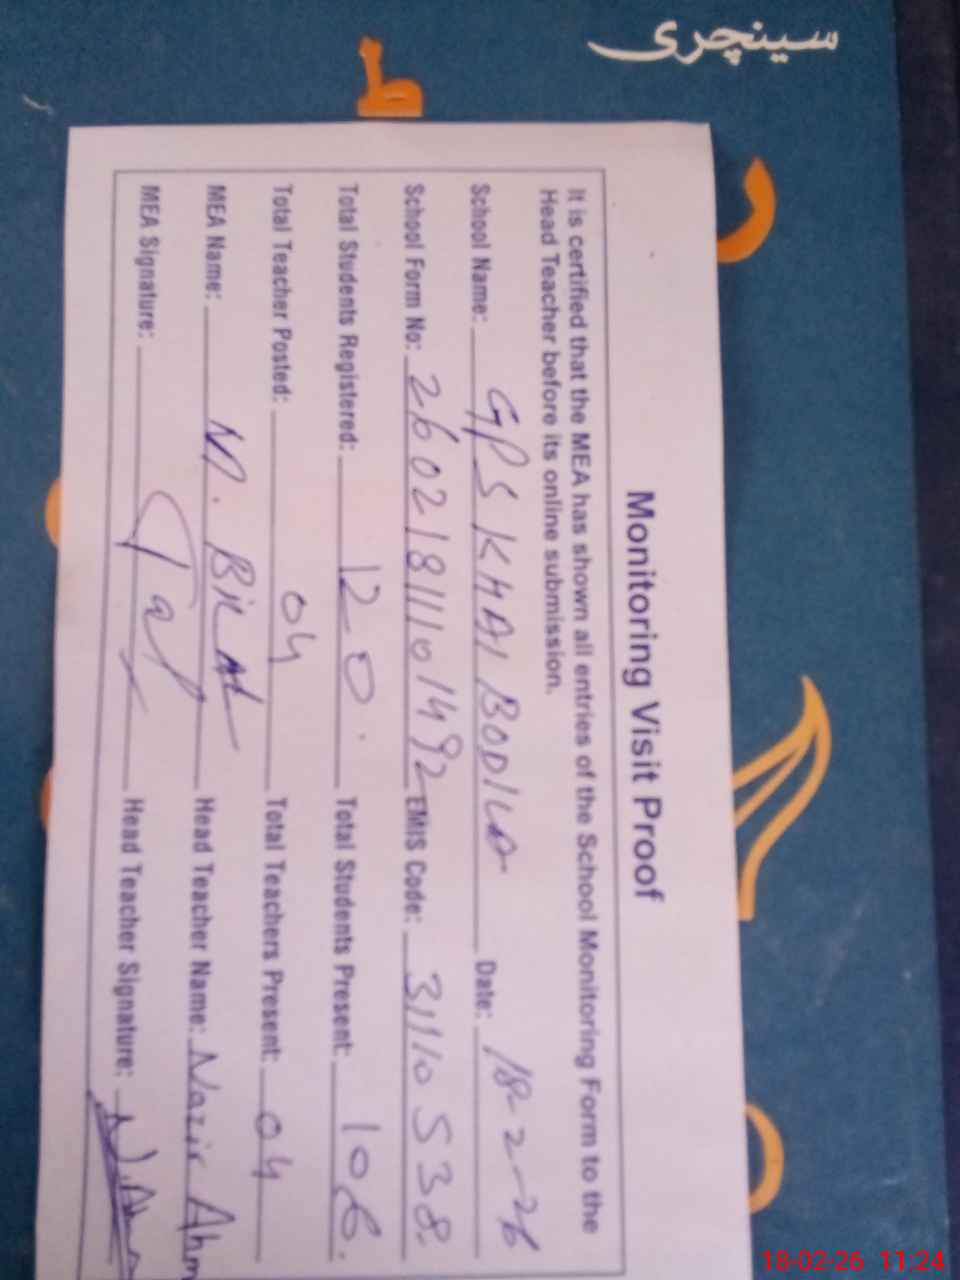 سینچری
Monitoring Visit Proof
It is certified that the MEA has shown all entries of the School Monitoring Form to the
Head Teacher before its online submission.
School Name: GPS KHAI BODLA Date: 18-2-26
School Form No: 260218111101492 EMIS Code: 31110538
Total Students Registered: 120. Total Students Present: 106.
Total Teacher Posted: 04 Total Teachers Present: 04
MEA Name: M. Bilal Head Teacher Name: Nazir Ahm
MEA Signature: Head Teacher Signature:
18-02-26 11:24